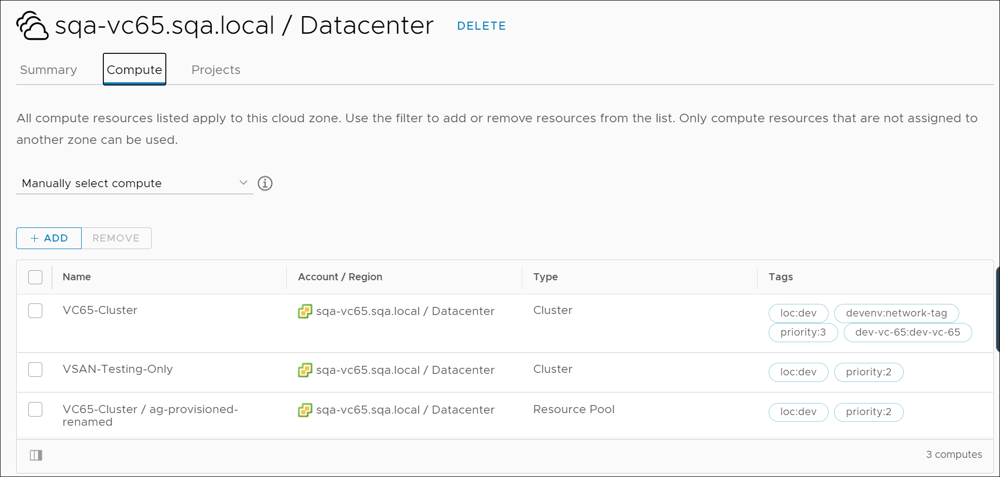 sqa-vc65.sqa.local / Datacenter DELETE
Summary Compute Projects
All compute resources listed apply to this cloud zone. Use the filter to add or remove resources from the list. Only compute resources that are not assigned to
another zone can be used.
Manually select compute
+ ADD REMOVE
Name Account / Region Type Tags
VC65-Cluster sqa-vc65.sqa.local / Datacenter Cluster loc:dev devenv:network-tag
priority:3 dev-vc-65:dev-vc-65
VSAN-Testing-Only sqa-vc65.sqa.local / Datacenter Cluster loc:dev priority:2
VC65-Cluster / ag-provisioned- sqa-vc65.sqa.local / Datacenter Resource Pool loc:dev priority:2
renamed
3 computes